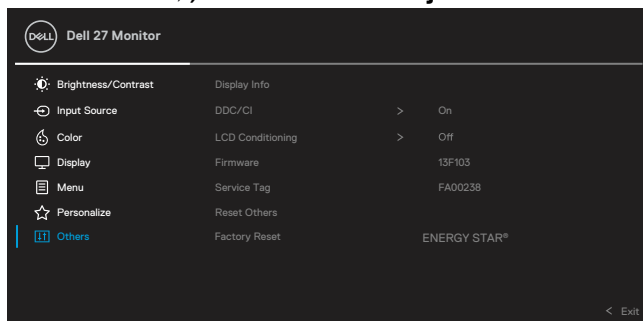 DELL Dell 27 Monitor
Brightness/Contrast Display Info
Input Source DDC/CI > On
Color LCD Conditioning > Off
Display Firmware 13F103
Menu Service Tag FA00238
Personalize Reset Others
Others Factory Reset ENERGY STAR®
< Exit